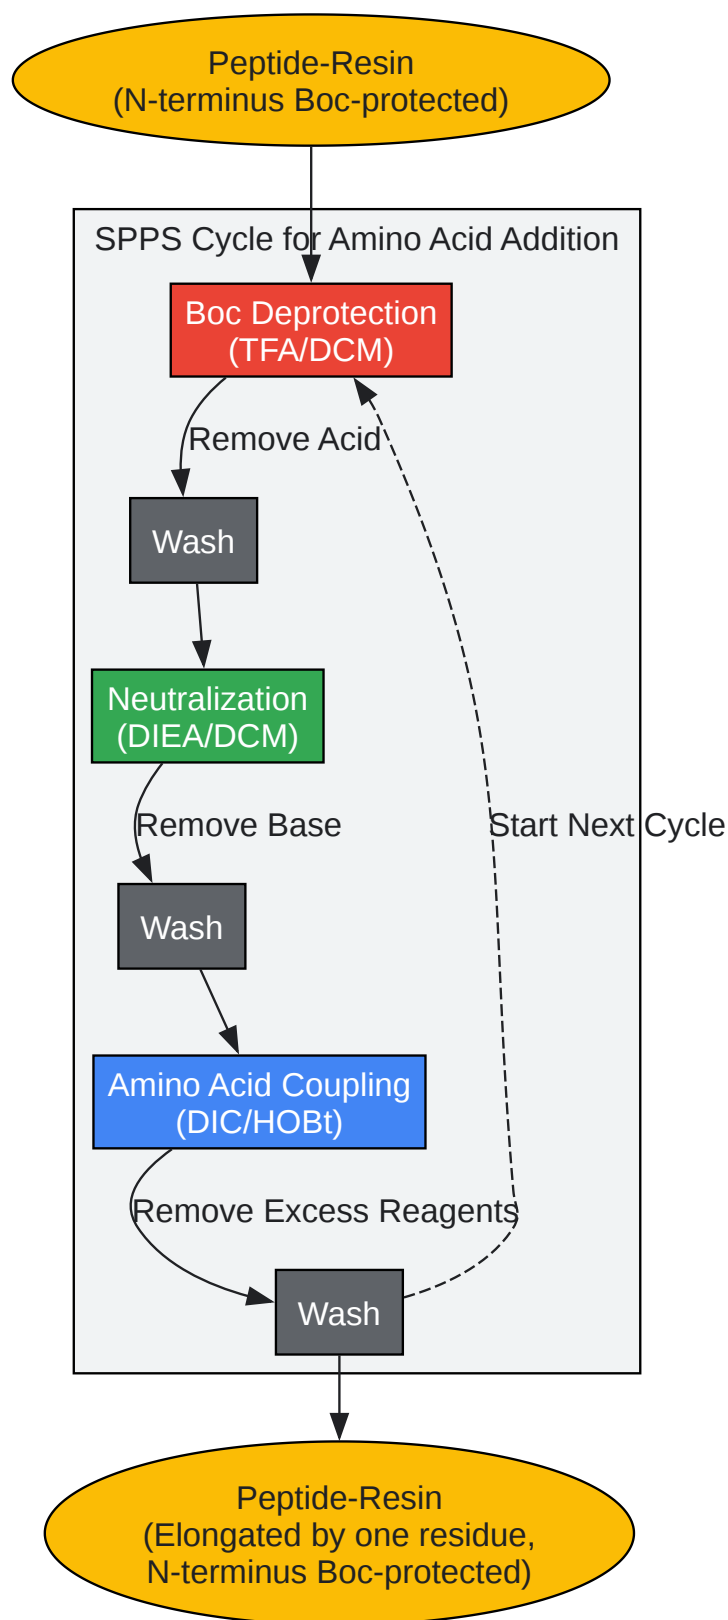 Peptide-Resin
(N-terminus Boc-protected)
SPPS Cycle for Amino Acid Addition
Boc Deprotection
(TFA/DCM)
Remove Acid
Wash
Neutralization
(DIEA/DCM)
Remove Base
Start Next Cycle
Wash
Amino Acid Coupling
(DIC/HOBt)
Remove Excess Reagents
Wash
Peptide-Resin
(Elongated by one residue,
N-terminus Boc-protected)